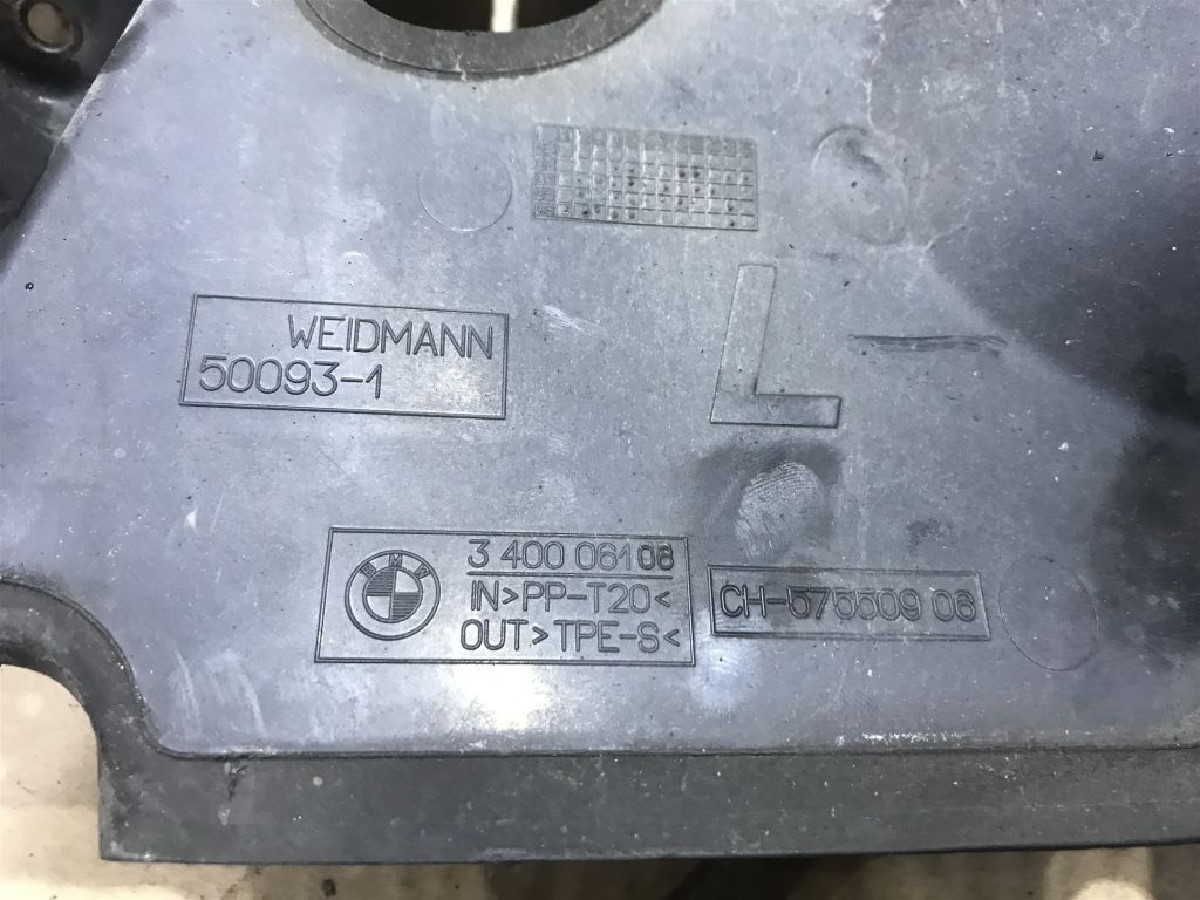 L
WEIDMANN
50093-1
BMW
3 400 06108
IN>PP-T20<
OUT>TPE-S<
CH-575509 06